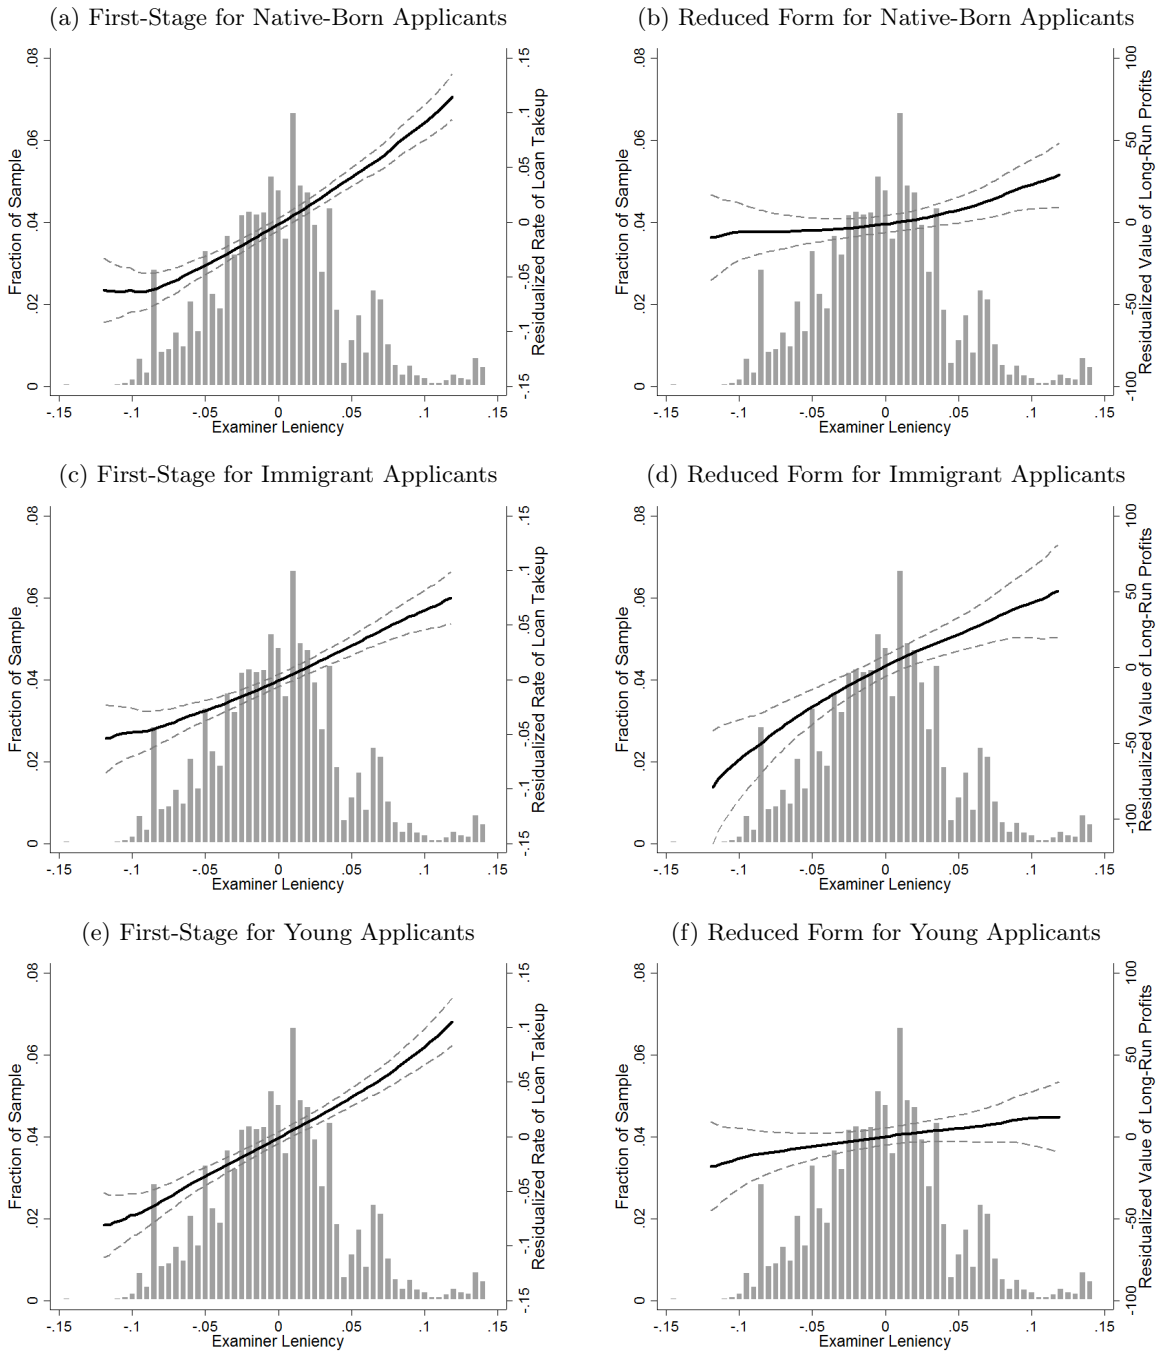 (a) First-Stage for Native-Born Applicants
Fraction of Sample
0 .02 .04 .06 .08
Residualized Rate of Loan Takeup
-.15 -.1 -.05 0 .05 .1 .15
-.15 -.1 -.05 0 .05 .1 .15
Examiner Leniency
(b) Reduced Form for Native-Born Applicants
Fraction of Sample
0 .02 .04 .06 .08
Residualized Value of Long-Run Profits
-100 -50 0 50 100
-.15 -.1 -.05 0 .05 .1 .15
Examiner Leniency
(c) First-Stage for Immigrant Applicants
Fraction of Sample
0 .02 .04 .06 .08
Residualized Rate of Loan Takeup
-.15 -.1 -.05 0 .05 .1 .15
-.15 -.1 -.05 0 .05 .1 .15
Examiner Leniency
(d) Reduced Form for Immigrant Applicants
Fraction of Sample
0 .02 .04 .06 .08
Residualized Value of Long-Run Profits
-100 -50 0 50 100
-.15 -.1 -.05 0 .05 .1 .15
Examiner Leniency
(e) First-Stage for Young Applicants
Fraction of Sample
0 .02 .04 .06 .08
Residualized Rate of Loan Takeup
-.15 -.1 -.05 0 .05 .1 .15
-.15 -.1 -.05 0 .05 .1 .15
Examiner Leniency
(f) Reduced Form for Young Applicants
Fraction of Sample
0 .02 .04 .06 .08
Residualized Value of Long-Run Profits
-100 -50 0 50 100
-.15 -.1 -.05 0 .05 .1 .15
Examiner Leniency